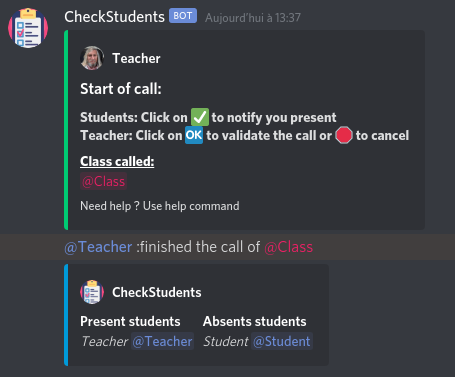 CheckStudents BOT Aujourd'hui à 13:37
Teacher
Start of call:
Students: Click on ✅ to notify you present
Teacher: Click on 🆗 to validate the call or 🛑 to cancel
Class called:
@Class
Need help ? Use help command
@Teacher :finished the call of @Class
CheckStudents
Present students Absents students
Teacher @Teacher Student @Student